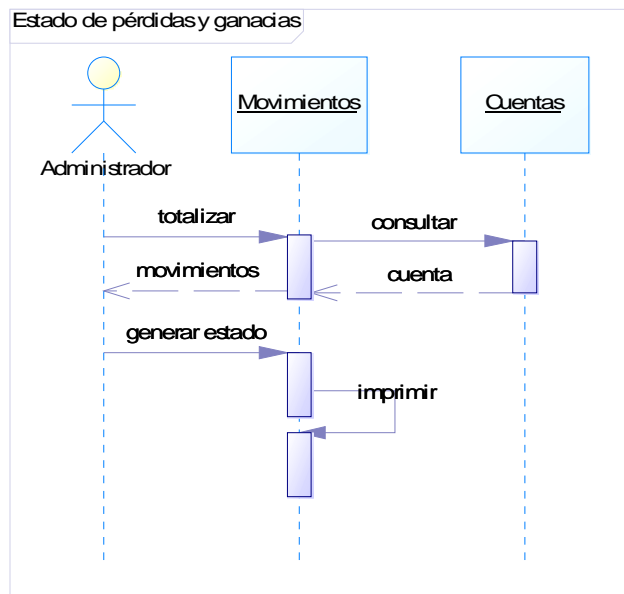 Estado de pérdidas y ganacias
Movimientos
Cuentas
Administrador
totalizar
consultar
movimientos
cuenta
generar estado
imprimir